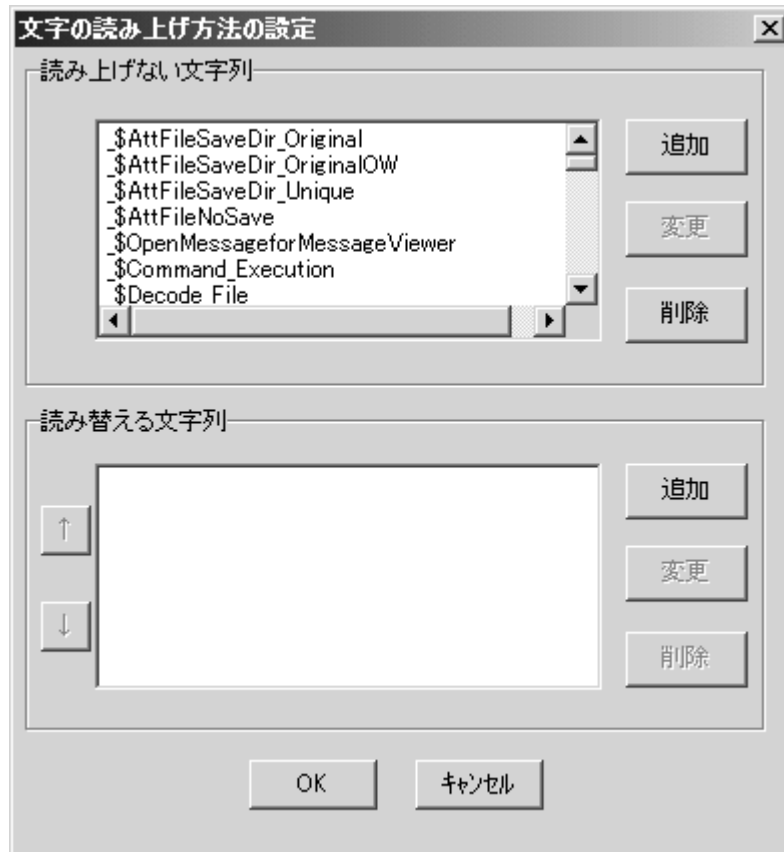 文字の読み上げ方法の設定
読み上げない文字列
_$AttFileSaveDir_Original
_$AttFileSaveDir_OriginalOW
_$AttFileSaveDir_Unique
_$AttFileNoSave
_$OpenMessageforMessageViewer
_$Command_Execution
_$Decode File
追加
変更
削除
読み替える文字列
↑
↓
追加
変更
削除
OK
キャンセル